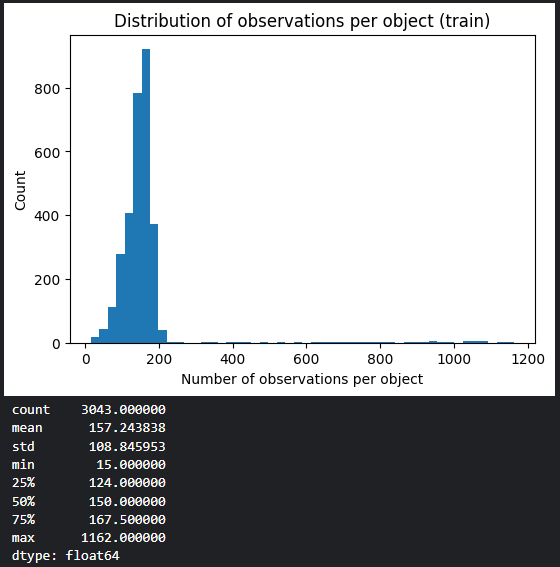 Distribution of observations per object (train)
800
600
400
200
0
Count
0 200 400 600 800 1000 1200
Number of observations per object
count 3043.000000
mean 157.243838
std 108.845953
min 15.000000
25% 124.000000
50% 150.000000
75% 167.500000
max 1162.000000
dtype: float64